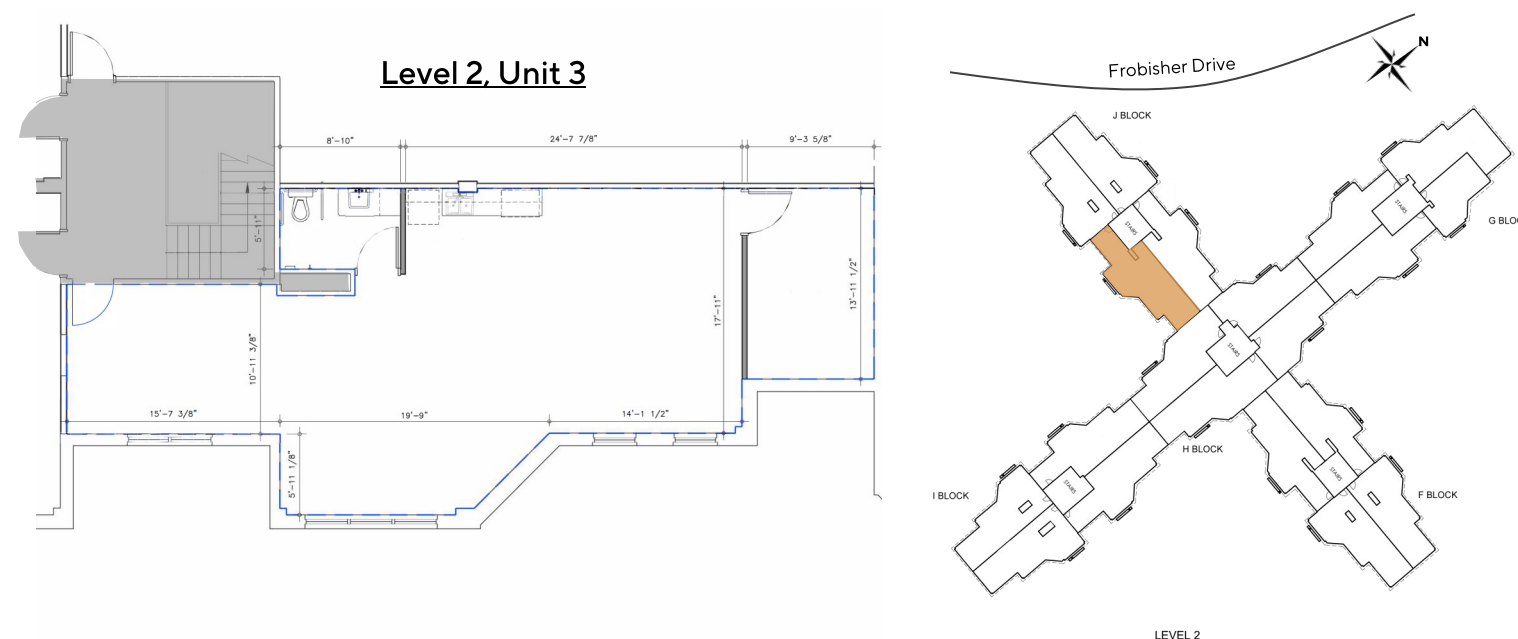 Level 2, Unit 3
8'-10"
24'-7 7/8"
9'-3 5/8"
5'-11"
10'-11 3/8"
17'-11"
13'-11 1/2"
15'-7 3/8"
19'-9"
14'-1 1/2"
5'-11 1/8"
N
Frobisher Drive
J BLOCK
STAIRS
STAIRS
G BLO
STAIRS
H BLOCK
STAIRS
STAIRS
I BLOCK
F BLOCK
LEVEL 2